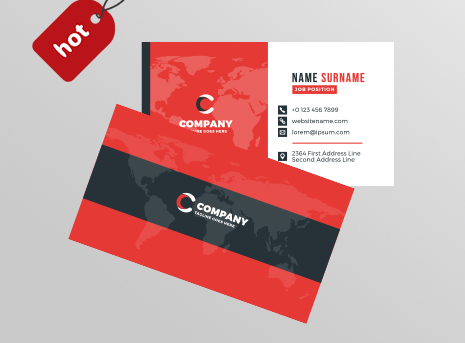 hot
NAME SURNAME
JOB POSITION
COMPANY
TAGLINE GOES HERE
+0 123 456 7899
websitename.com
lorem@ipsum.com
2364 First Address Line
Second Address Line
COMPANY
TAGLINE GOES HERE